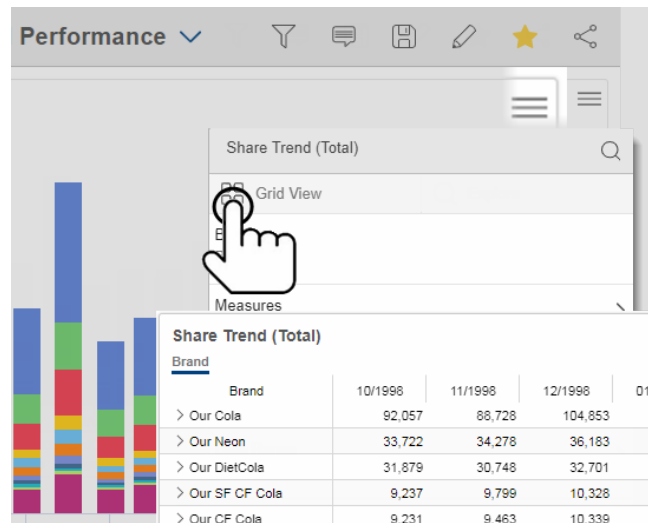 Performance
Share Trend (Total)
Grid View
Measures
Share Trend (Total)
Brand
Brand 10/1998 11/1998 12/1998 01
> Our Cola 92,057 88,728 104,853
> Our Neon 33,722 34,278 36,183
> Our DietCola 31,879 30,748 32,701
> Our SF CF Cola 9,237 9,799 10,328
> Our CF Cola 9,231 9,463 10,339